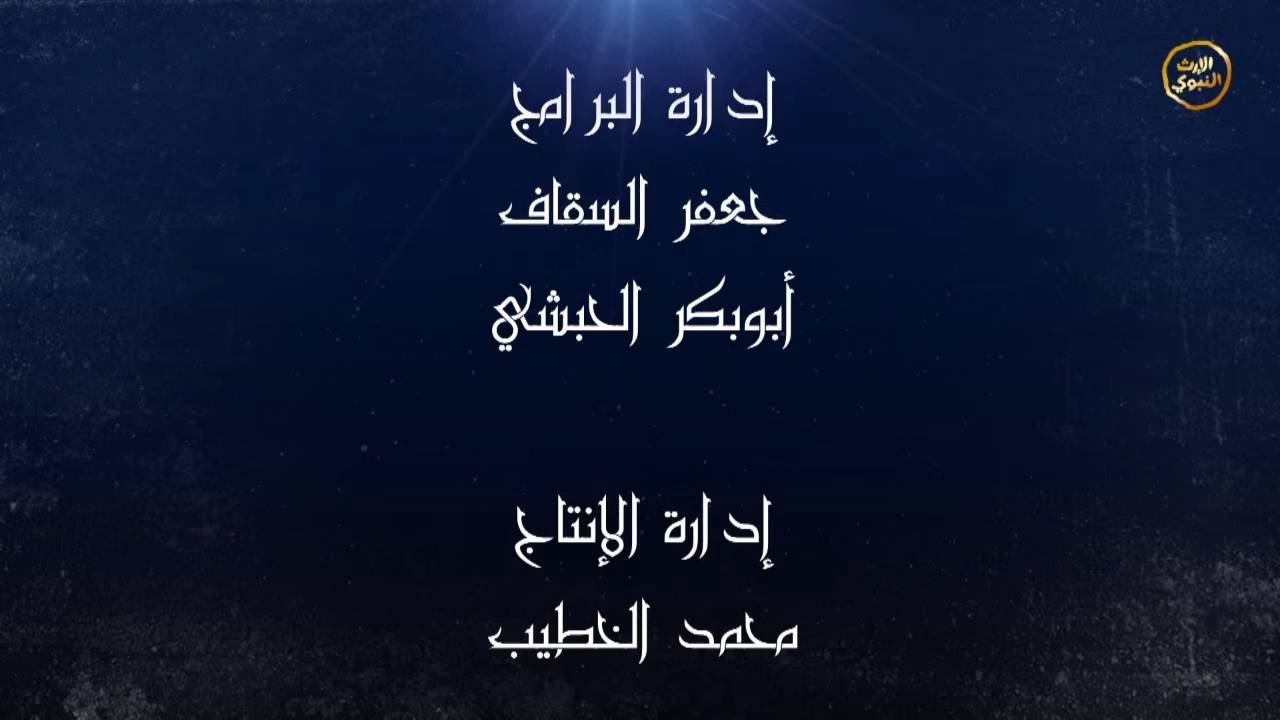 الإرث
النبوي
إدارة البرامج
جعفر السقاف
أبوبكر الحبشي
إدارة الإنتاج
محمد الخطيب